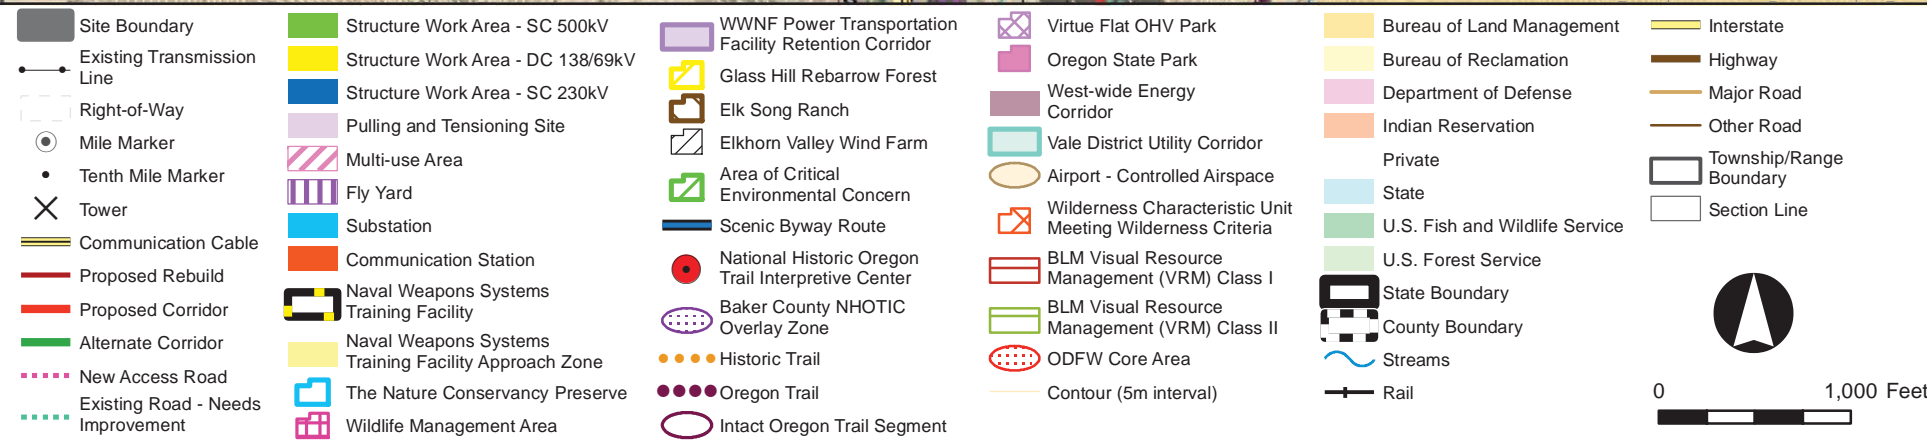 Site Boundary
Existing Transmission
Line
Right-of-Way
Mile Marker
Tenth Mile Marker
Tower
Communication Cable
Proposed Rebuild
Proposed Corridor
Alternate Corridor
New Access Road
Existing Road - Needs
Improvement
Structure Work Area - SC 500kV
Structure Work Area - DC 138/69kV
Structure Work Area - SC 230kV
Pulling and Tensioning Site
Multi-use Area
Fly Yard
Substation
Communication Station
Naval Weapons Systems
Training Facility
Naval Weapons Systems
Training Facility Approach Zone
The Nature Conservancy Preserve
Wildlife Management Area
WWNF Power Transportation
Facility Retention Corridor
Glass Hill Rebarrow Forest
Elk Song Ranch
Elkhorn Valley Wind Farm
Area of Critical
Environmental Concern
Scenic Byway Route
National Historic Oregon
Trail Interpretive Center
Baker County NHOTIC
Overlay Zone
Historic Trail
Oregon Trail
Intact Oregon Trail Segment
Virtue Flat OHV Park
Oregon State Park
West-wide Energy
Corridor
Vale District Utility Corridor
Airport - Controlled Airspace
Wilderness Characteristic Unit
Meeting Wilderness Criteria
BLM Visual Resource
Management (VRM) Class I
BLM Visual Resource
Management (VRM) Class II
ODFW Core Area
Contour (5m interval)
Bureau of Land Management
Bureau of Reclamation
Department of Defense
Indian Reservation
Private
State
U.S. Fish and Wildlife Service
U.S. Forest Service
State Boundary
County Boundary
Streams
Rail
Interstate
Highway
Major Road
Other Road
Township/Range
Boundary
Section Line
0 1,000 Feet